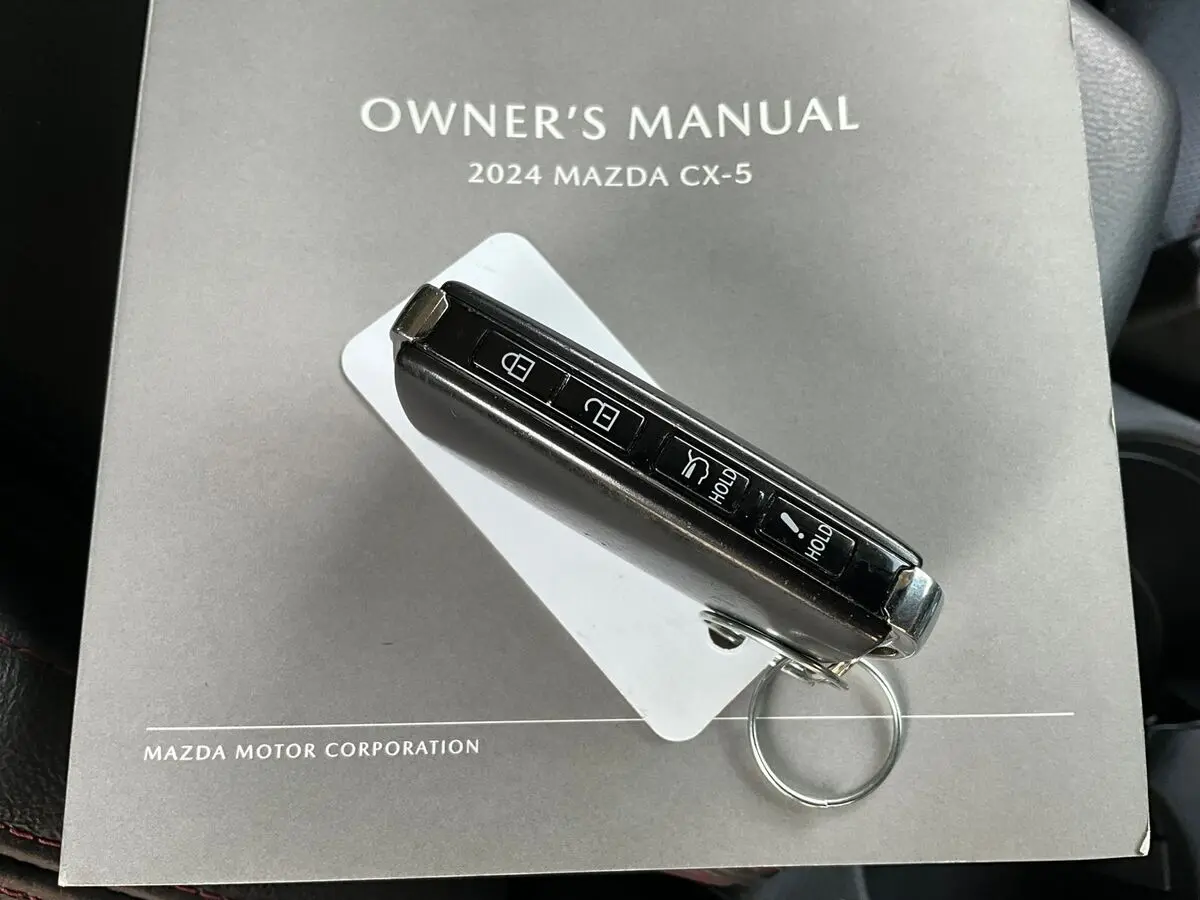 OWNER'S MANUAL
2024 MAZDA CX-5
HOLD
HOLD
MAZDA MOTOR CORPORATION